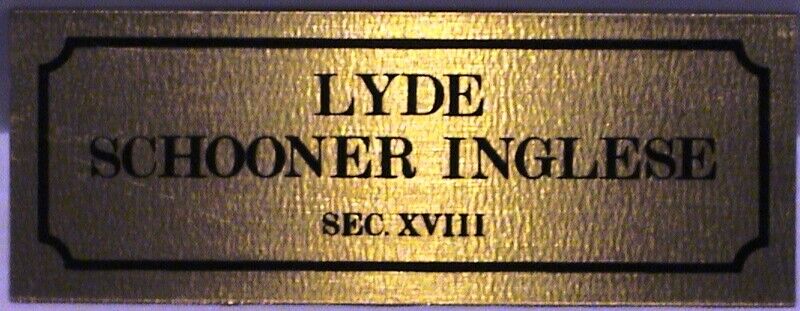 LYDE
SCHOONER INGLESE
SEC. XVIII